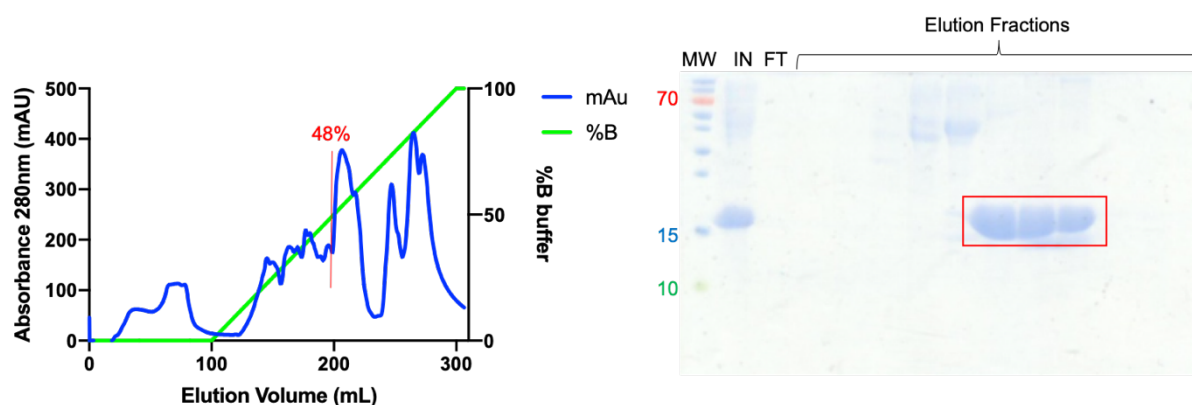 Absorbance 280nm (mAU)
500
400
300
200
100
0
0
100
200
300
Elution Volume (mL)
48%
100
50
0
%B buffer
mAu
%B
Elution Fractions
MW IN FT
70
15
10